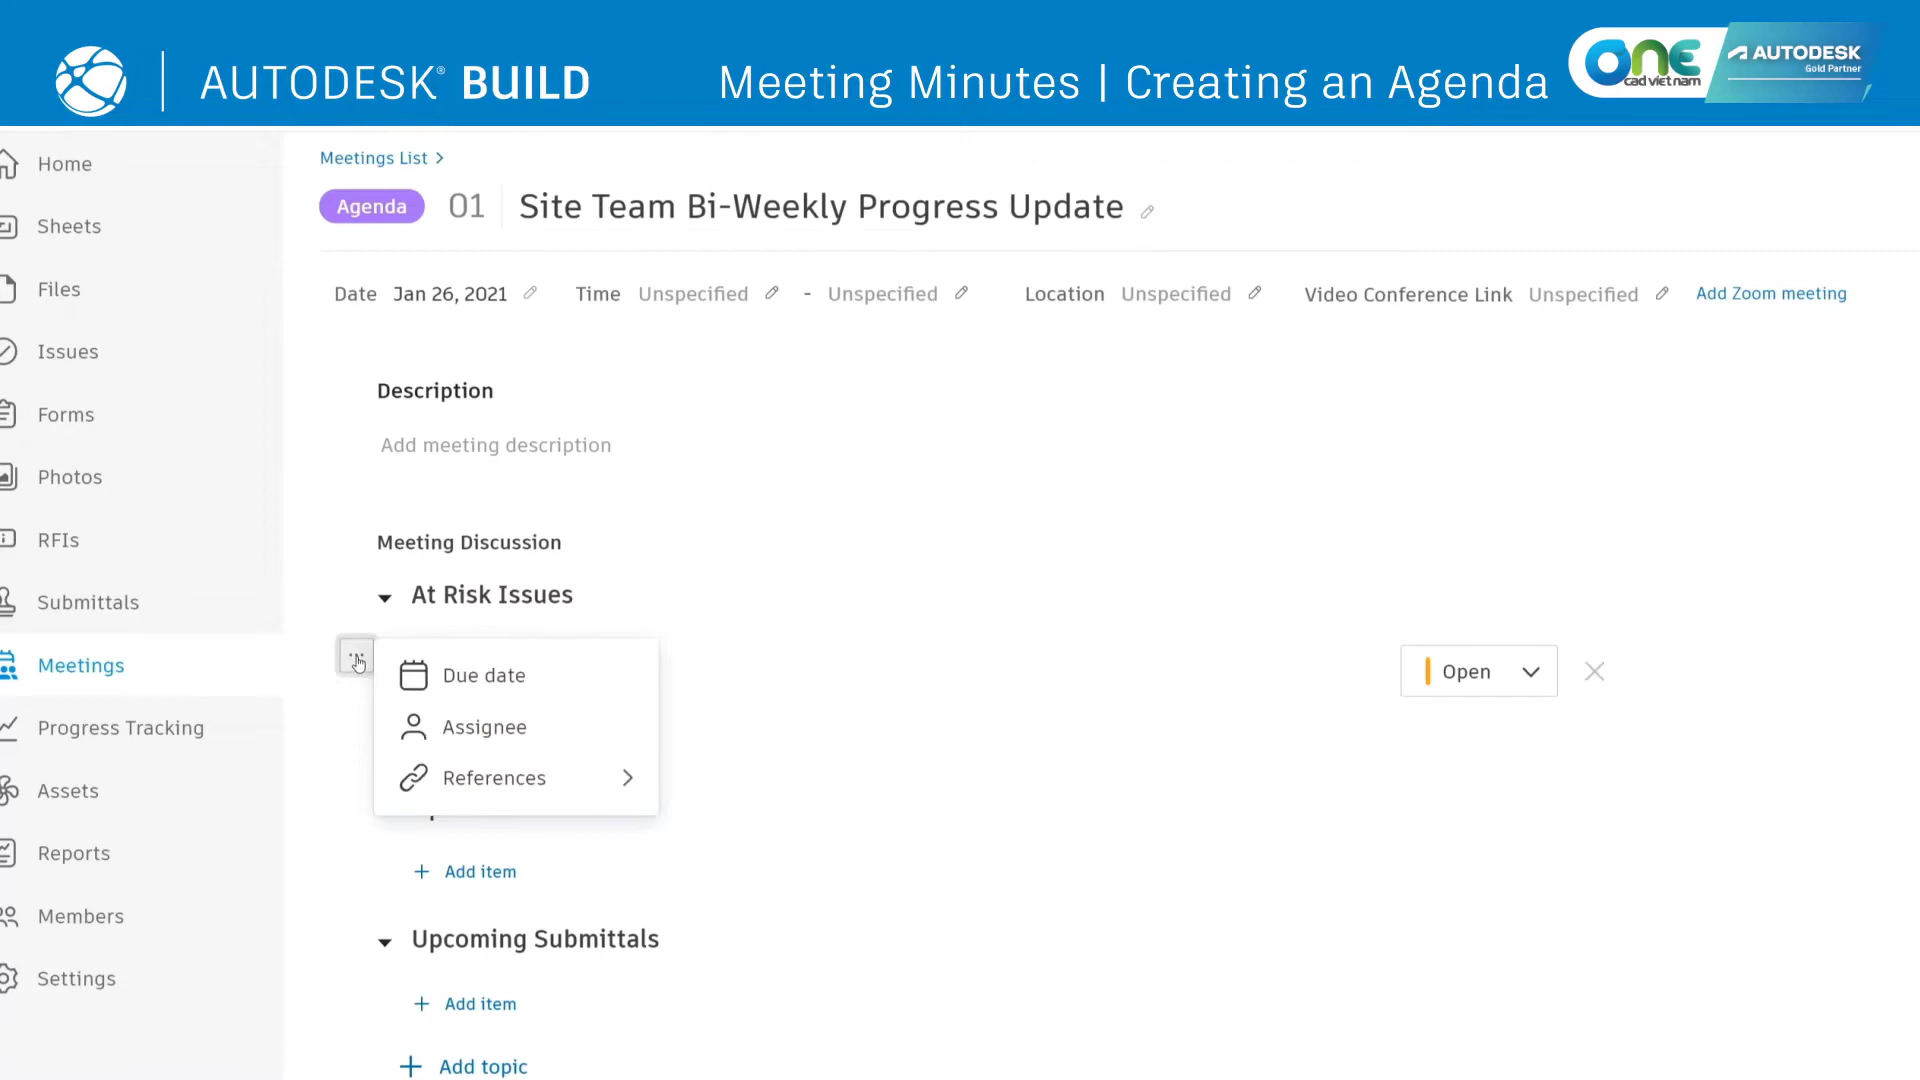 AUTODESK® BUILD
Meeting Minutes | Creating an Agenda
one
cad viet nam
AUTODESK
Gold Partner
Home
Sheets
Files
Issues
Forms
Photos
RFIs
Submittals
Meetings
Progress Tracking
Assets
Reports
Members
Settings
Meetings List >
Agenda 01 Site Team Bi-Weekly Progress Update
Date Jan 26, 2021 Time Unspecified - Unspecified Location Unspecified Video Conference Link Unspecified Add Zoom meeting
Description
Add meeting description
Meeting Discussion
At Risk Issues
Due date
Assignee
References
Open
+ Add item
Upcoming Submittals
+ Add item
+ Add topic